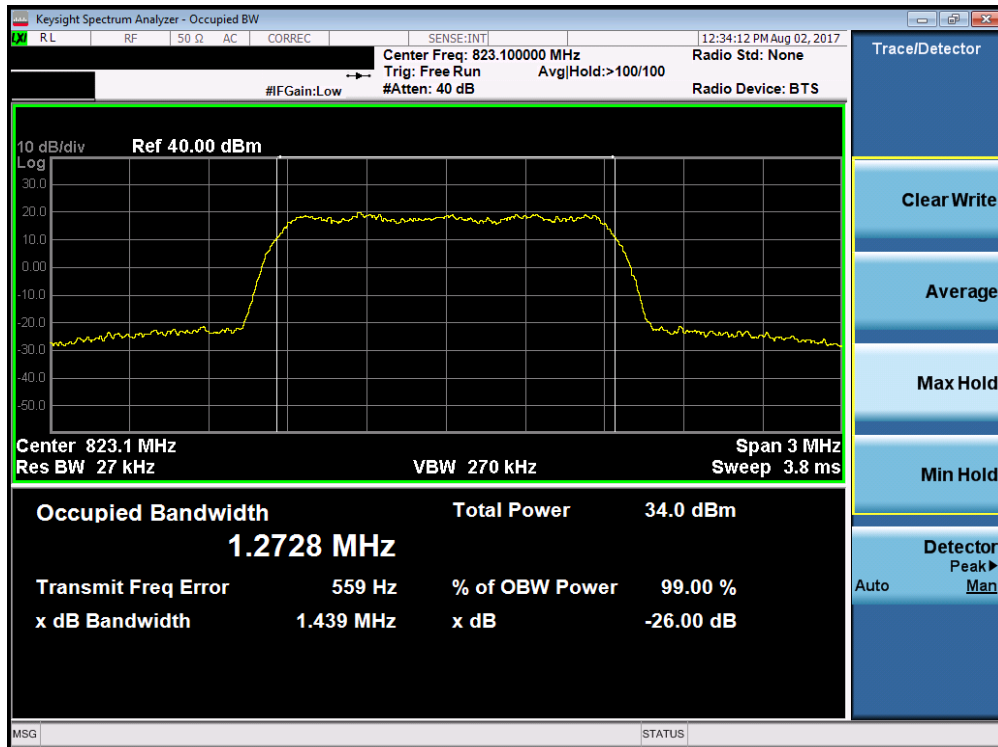 Keysight Spectrum Analyzer - Occupied BW
LXI RL RF 50 Ω AC CORREC SENSE:INT 12:34:12 PM Aug 02, 2017
Center Freq: 823.100000 MHz Radio Std: None
Trig: Free Run Avg|Hold:>100/100
#IFGain:Low #Atten: 40 dB Radio Device: BTS
10 dB/div Ref 40.00 dBm
Log
30.0
20.0
10.0
0.00
-10.0
-20.0
-30.0
-40.0
-50.0
Center 823.1 MHz Span 3 MHz
Res BW 27 kHz VBW 270 kHz Sweep 3.8 ms
Occupied Bandwidth Total Power 34.0 dBm
1.2728 MHz
Transmit Freq Error 559 Hz % of OBW Power 99.00 %
x dB Bandwidth 1.439 MHz x dB -26.00 dB
MSG STATUS
Trace/Detector
Clear Write
Average
Max Hold
Min Hold
Detector
Peak▶
Auto Man